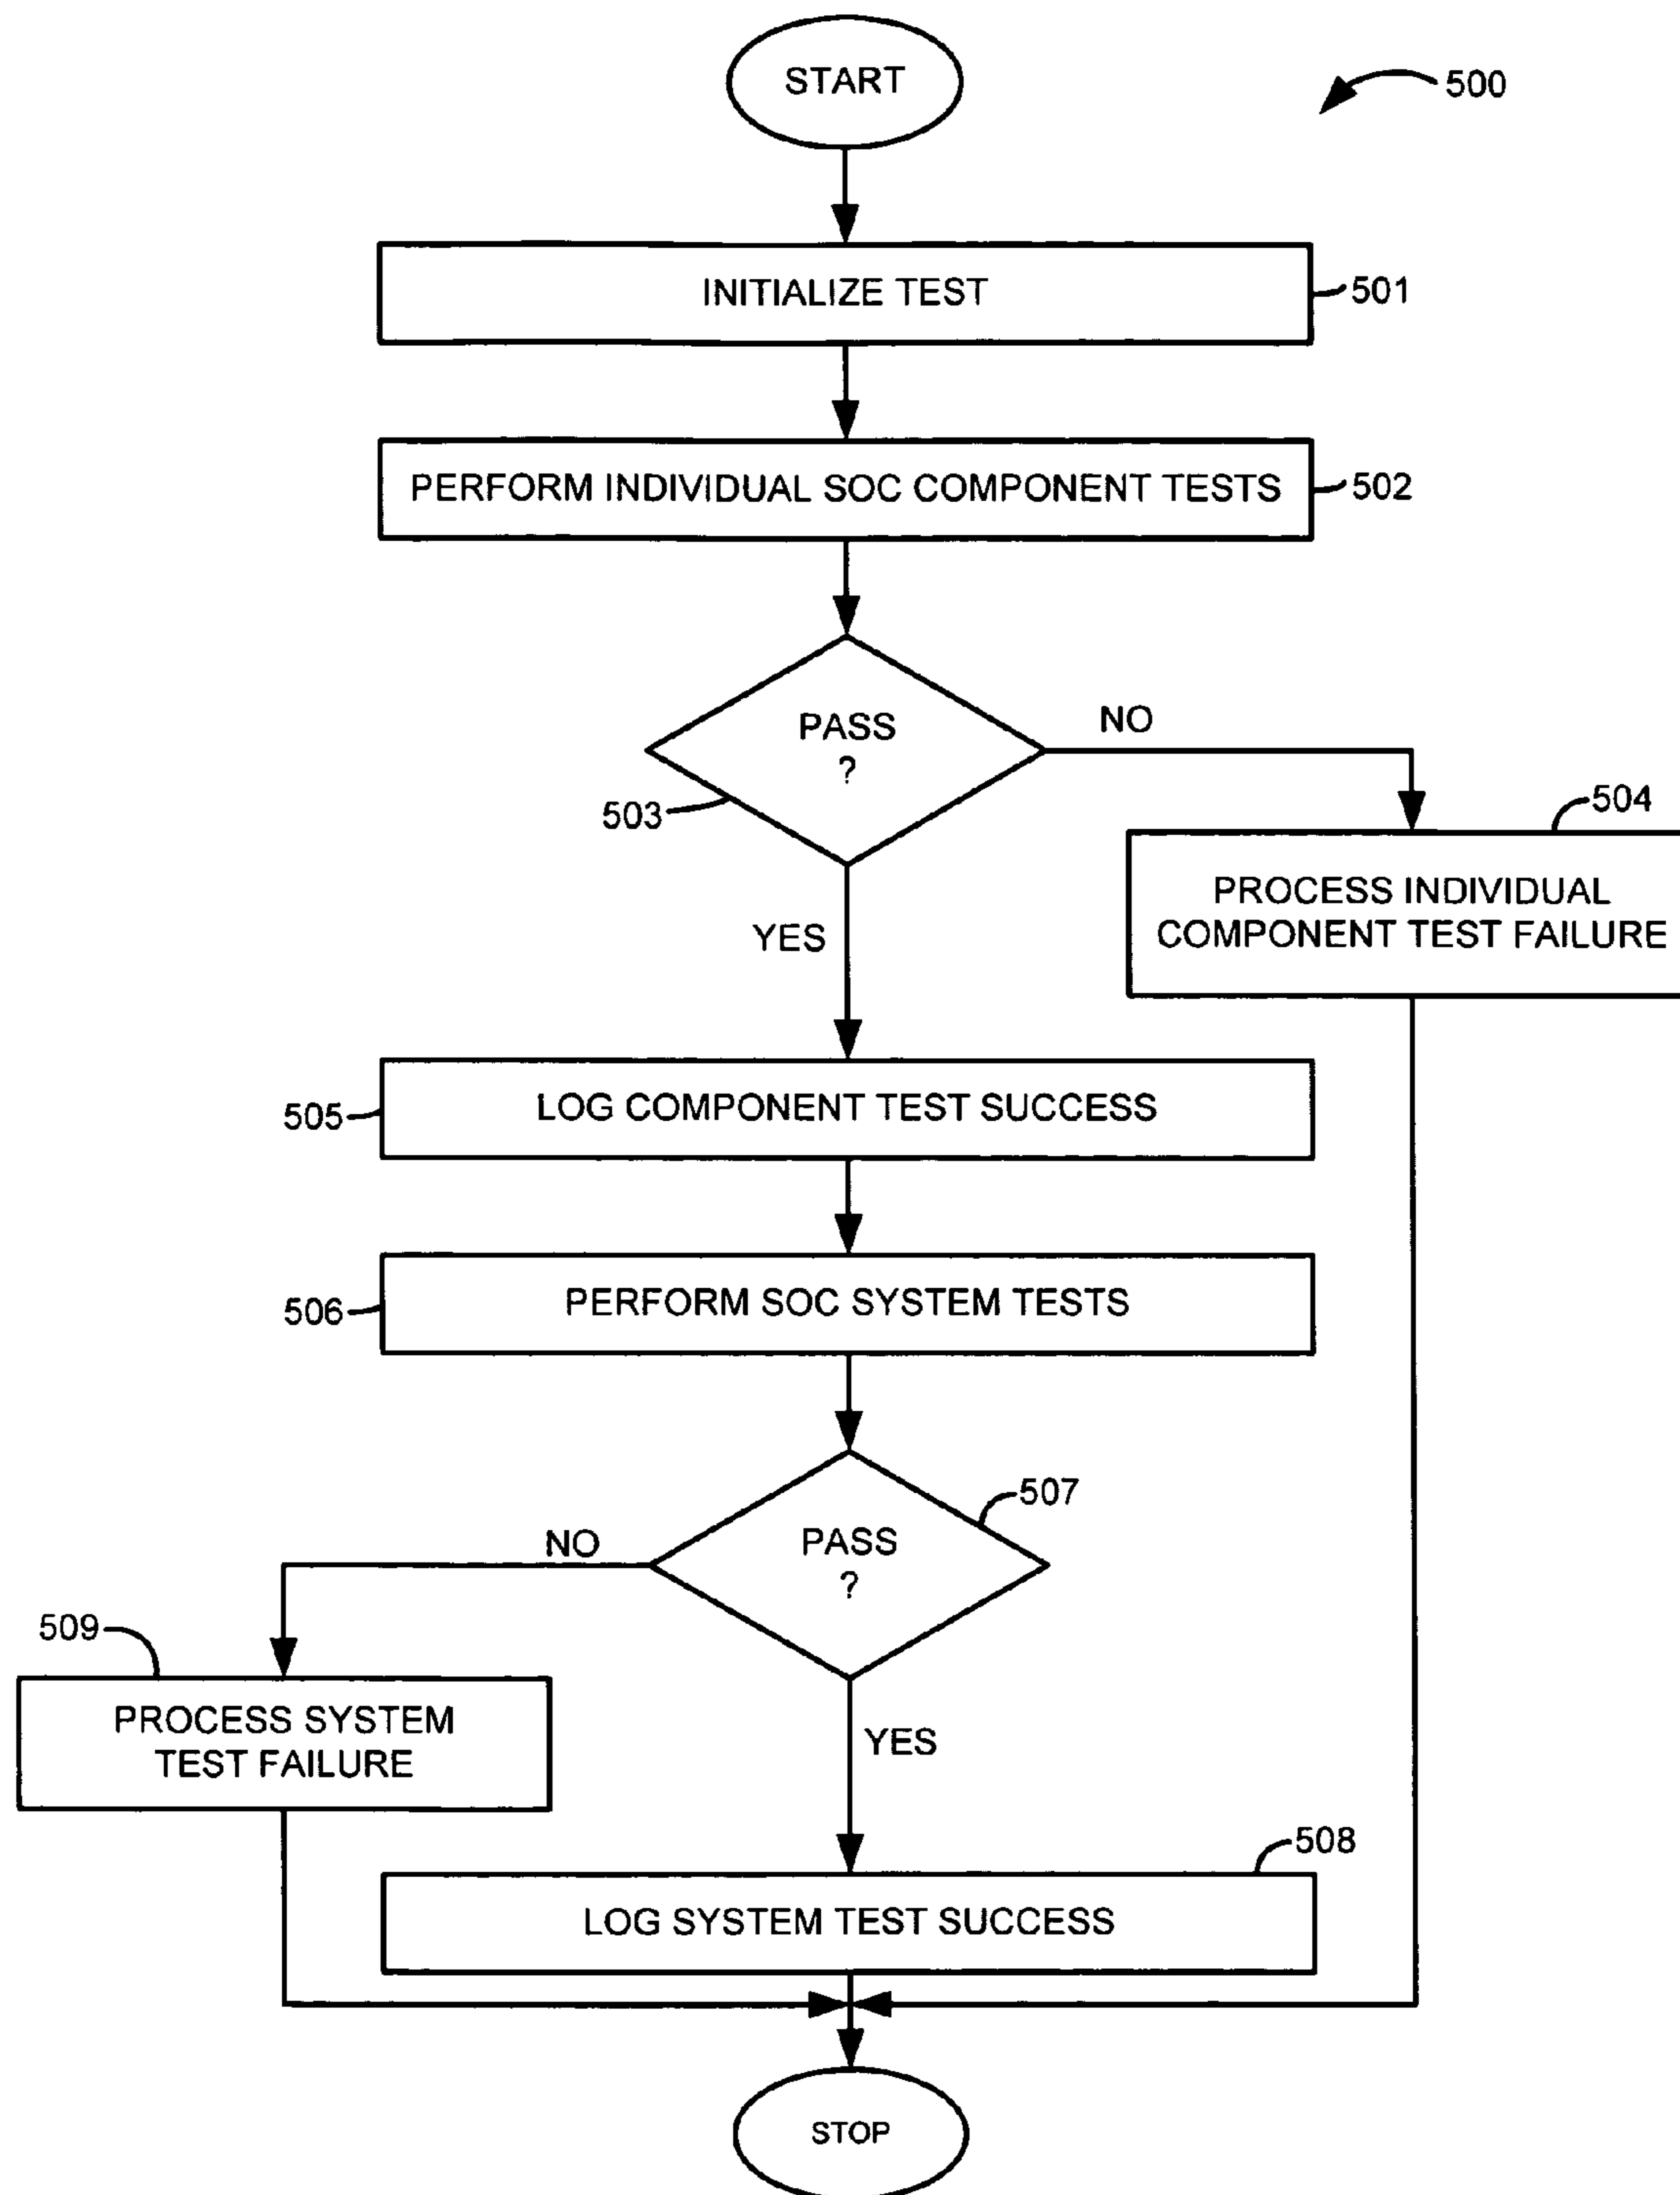 START
500
INITIALIZE TEST
501
PERFORM INDIVIDUAL SOC COMPONENT TESTS
502
PASS
?
NO
503
504
PROCESS INDIVIDUAL
COMPONENT TEST FAILURE
YES
505
LOG COMPONENT TEST SUCCESS
506
PERFORM SOC SYSTEM TESTS
507
PASS
?
NO
509
PROCESS SYSTEM
TEST FAILURE
YES
508
LOG SYSTEM TEST SUCCESS
STOP